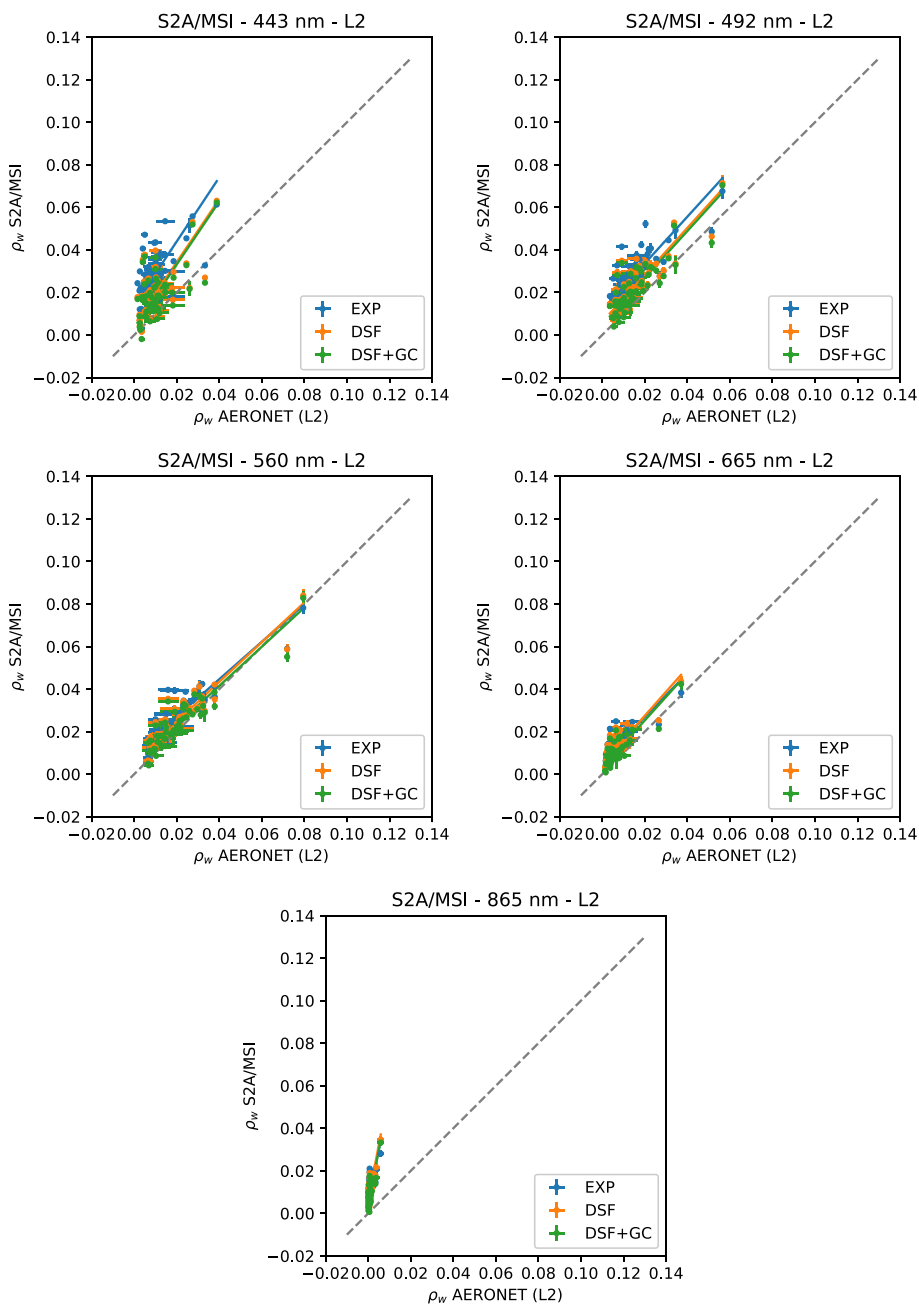 S2A/MSI - 443 nm - L2
0.14
0.12
0.10
0.08
0.06
0.04
0.02
0.00
−0.02
ρw S2A/MSI
EXP
DSF
DSF+GC
−0.02 0.00 0.02 0.04 0.06 0.08 0.10 0.12 0.14
ρw AERONET (L2)
S2A/MSI - 492 nm - L2
0.14
0.12
0.10
0.08
0.06
0.04
0.02
0.00
−0.02
ρw S2A/MSI
EXP
DSF
DSF+GC
−0.02 0.00 0.02 0.04 0.06 0.08 0.10 0.12 0.14
ρw AERONET (L2)
S2A/MSI - 560 nm - L2
0.14
0.12
0.10
0.08
0.06
0.04
0.02
0.00
−0.02
ρw S2A/MSI
EXP
DSF
DSF+GC
−0.02 0.00 0.02 0.04 0.06 0.08 0.10 0.12 0.14
ρw AERONET (L2)
S2A/MSI - 665 nm - L2
0.14
0.12
0.10
0.08
0.06
0.04
0.02
0.00
−0.02
ρw S2A/MSI
EXP
DSF
DSF+GC
−0.02 0.00 0.02 0.04 0.06 0.08 0.10 0.12 0.14
ρw AERONET (L2)
S2A/MSI - 865 nm - L2
0.14
0.12
0.10
0.08
0.06
0.04
0.02
0.00
−0.02
ρw S2A/MSI
EXP
DSF
DSF+GC
−0.02 0.00 0.02 0.04 0.06 0.08 0.10 0.12 0.14
ρw AERONET (L2)